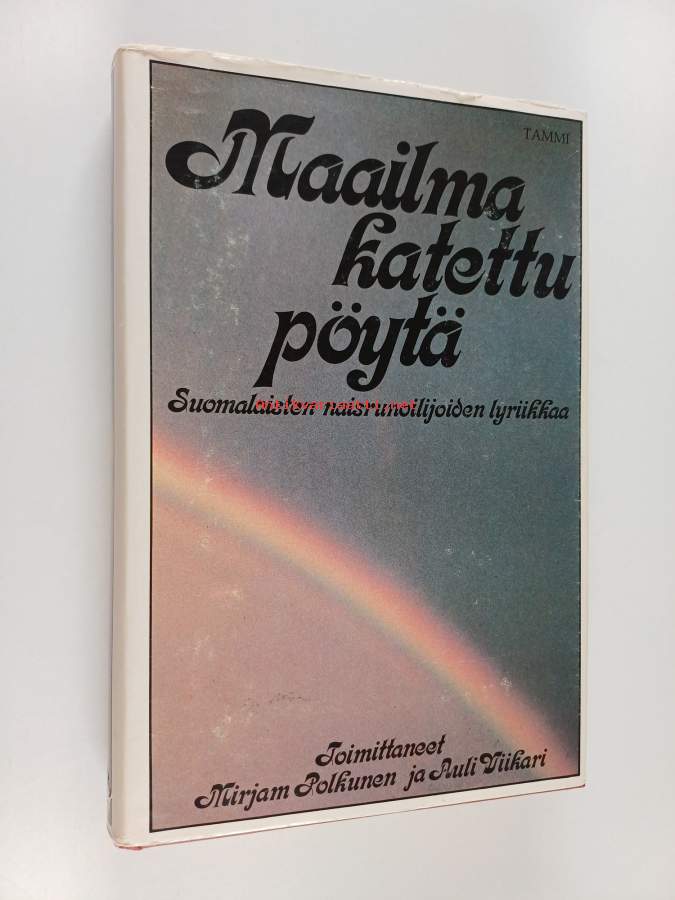 TAMMI
Maailma
katettu
pöytä
Suomalaisten naisrunoilijoiden lyriikkaa
Toimittaneet
Mirjam Polkunen ja Auli Viikari